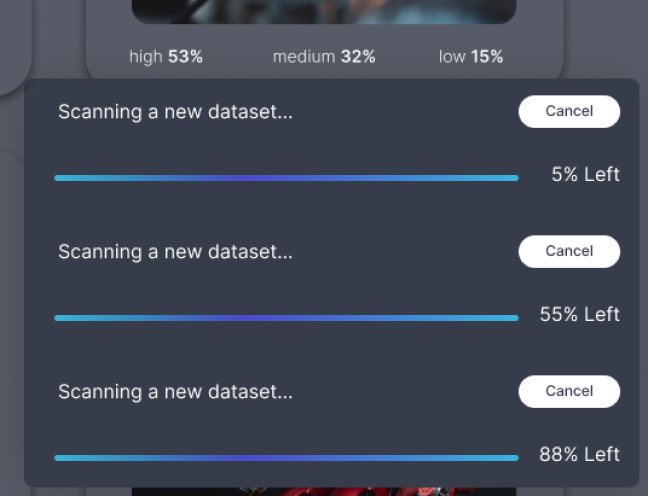 high 53% medium 32% low 15%
Scanning a new dataset...
Cancel
5% Left
Scanning a new dataset...
Cancel
55% Left
Scanning a new dataset...
Cancel
88% Left